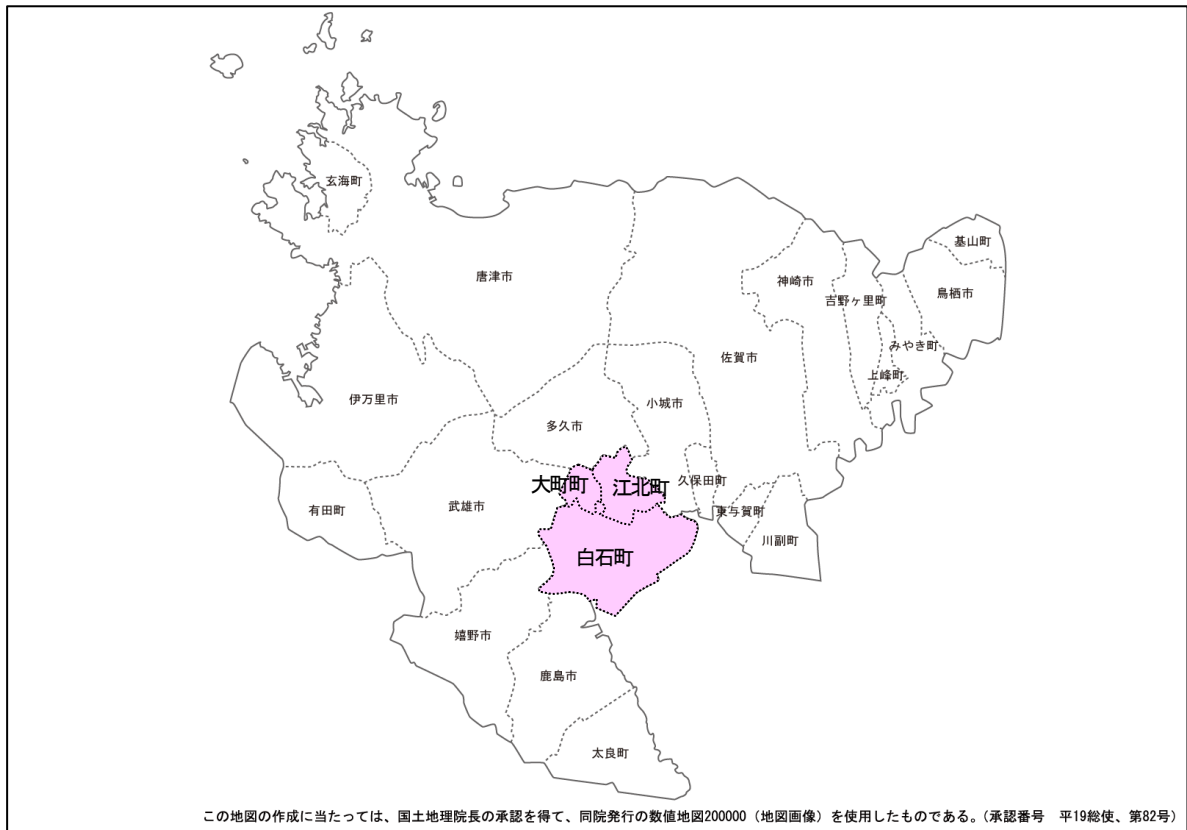 玄海町
唐津市
基山町
神崎市
鳥栖市
吉野ヶ里町
みやき町
佐賀市
上峰町
伊万里市
小城市
多久市
久保田町
大町町
江北町
有田町
武雄市
東与賀町
川副町
白石町
嬉野市
鹿島市
太良町
この地図の作成に当たっては、国土地理院長の承認を得て、同院発行の数値地図200000（地図画像）を使用したものである。（承認番号　平19総使、第82号）